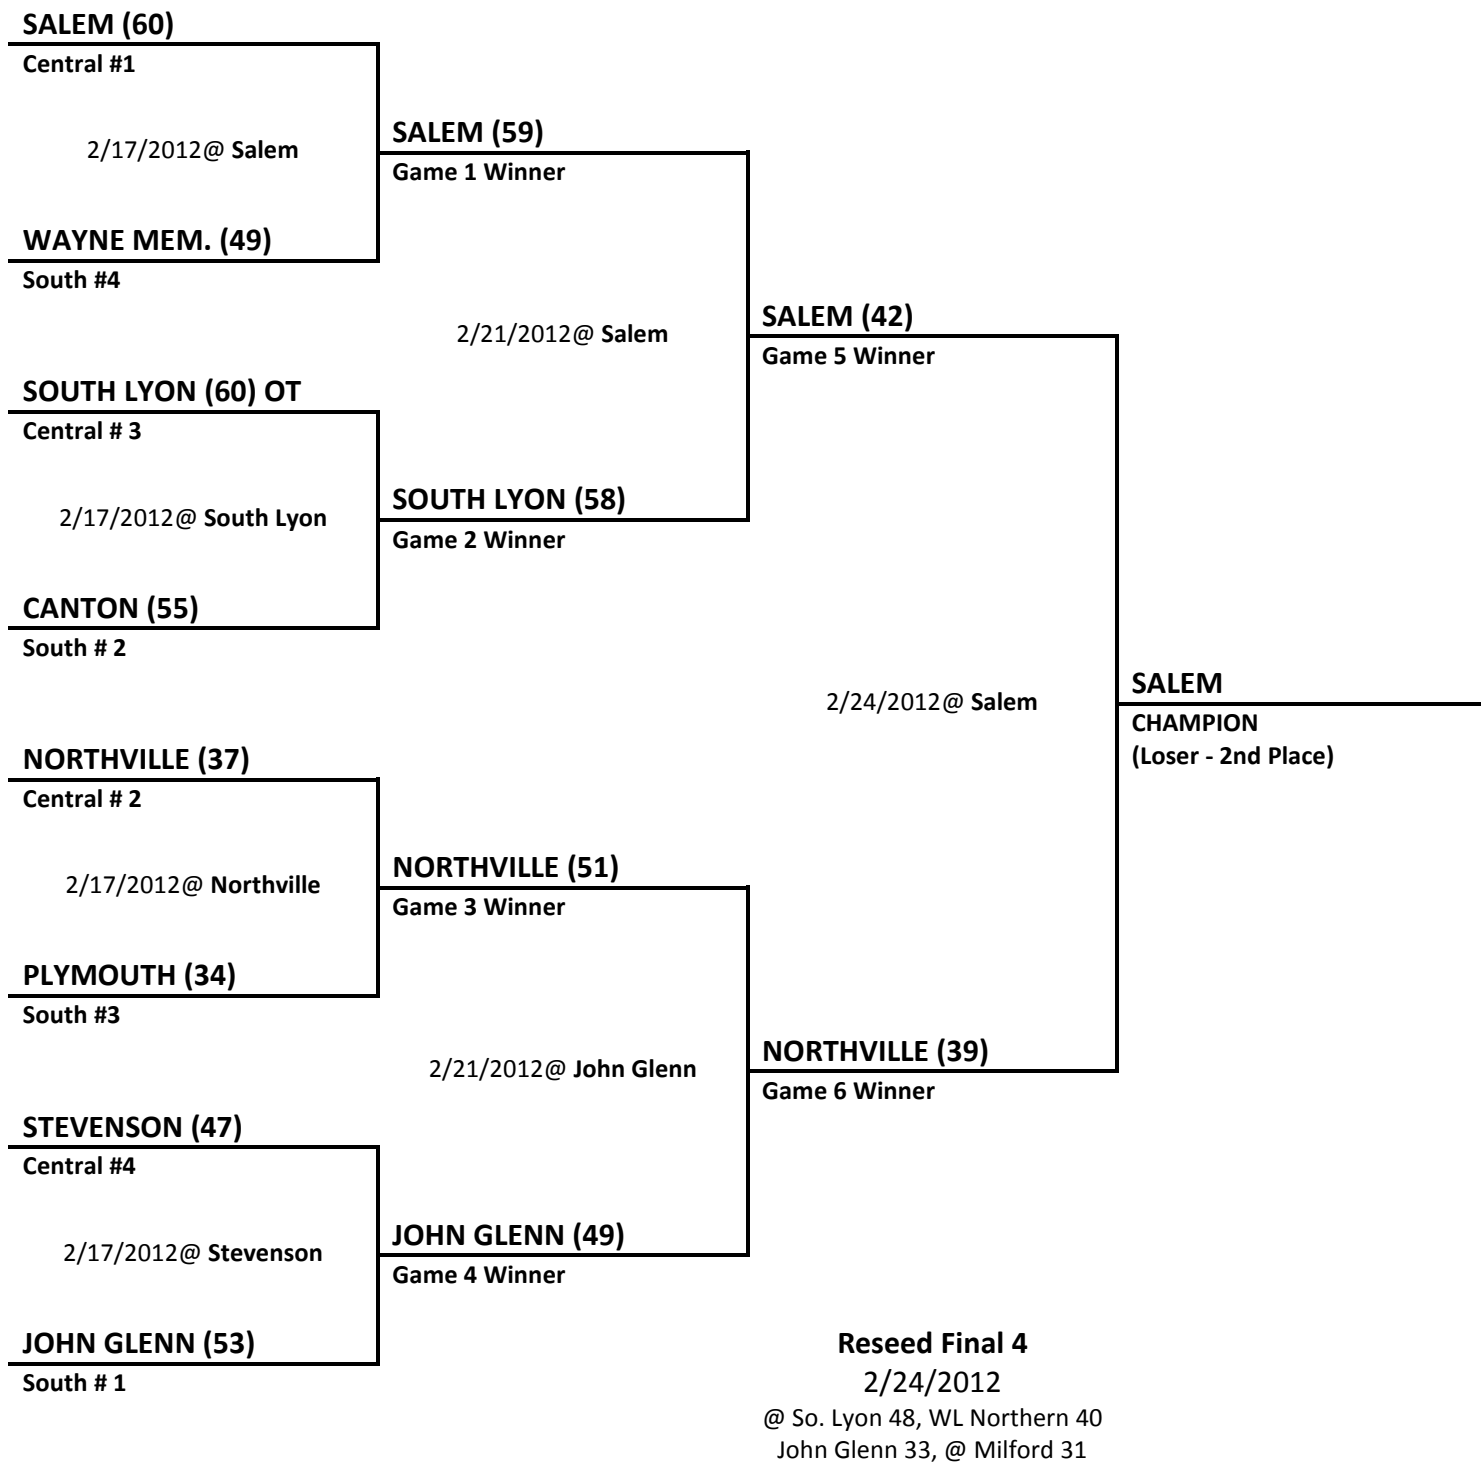 SALEM (60)
Central #1
2/17/2012@ Salem
WAYNE MEM. (49)
South #4
SALEM (59)
Game 1 Winner
2/21/2012@ Salem
SOUTH LYON (60) OT
Central # 3
2/17/2012@ South Lyon
CANTON (55)
South # 2
SOUTH LYON (58)
Game 2 Winner
SALEM (42)
Game 5 Winner
2/24/2012@ Salem
SALEM
CHAMPION
(Loser - 2nd Place)
NORTHVILLE (37)
Central # 2
2/17/2012@ Northville
PLYMOUTH (34)
South #3
NORTHVILLE (51)
Game 3 Winner
2/21/2012@ John Glenn
NORTHVILLE (39)
Game 6 Winner
STEVENSON (47)
Central #4
2/17/2012@ Stevenson
JOHN GLENN (53)
South # 1
JOHN GLENN (49)
Game 4 Winner
Reseed Final 4
2/24/2012
@ So. Lyon 48, WL Northern 40
John Glenn 33, @ Milford 31